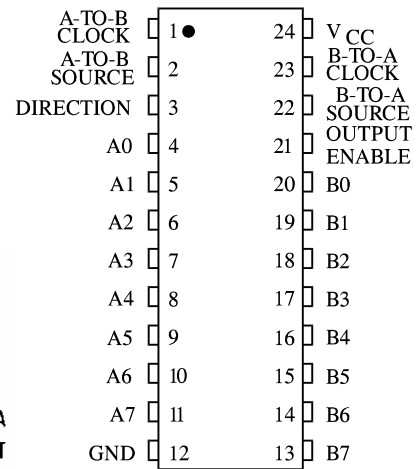 A-TO-B
CLOCK 1 24 VCC
A-TO-B
SOURCE 2 23 B-TO-A
CLOCK
DIRECTION 3 22 B-TO-A
SOURCE
A0 4 21 OUTPUT
ENABLE
A1 5 20 B0
A2 6 19 B1
A3 7 18 B2
A4 8 17 B3
A5 9 16 B4
A6 10 15 B5
A7 11 14 B6
GND 12 13 B7